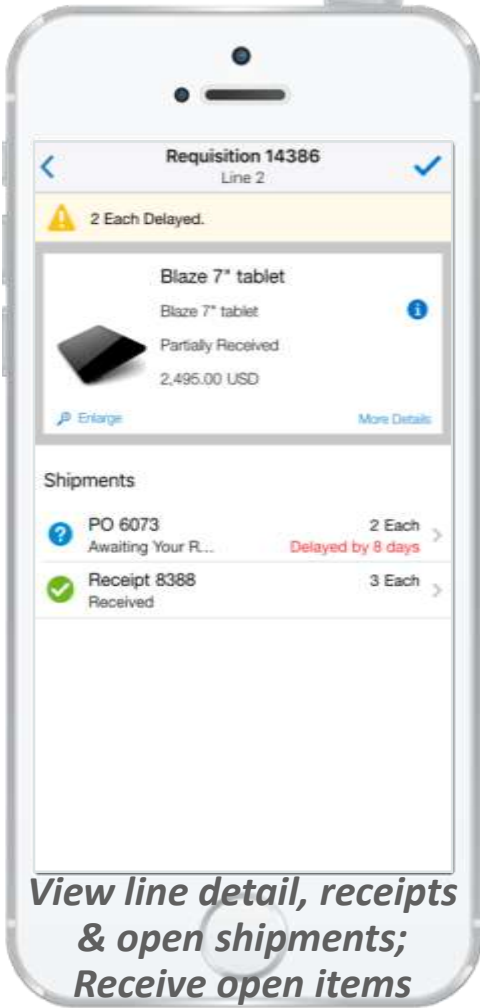 Requisition 14386
Line 2
2 Each Delayed.
Blaze 7" tablet
Blaze 7" tablet
Partially Received
2,495.00 USD
Enlarge More Details
Shipments
PO 6073 2 Each
Awaiting Your R... Delayed by 8 days
Receipt 8388 3 Each
Received
View line detail, receipts
& open shipments;
Receive open items